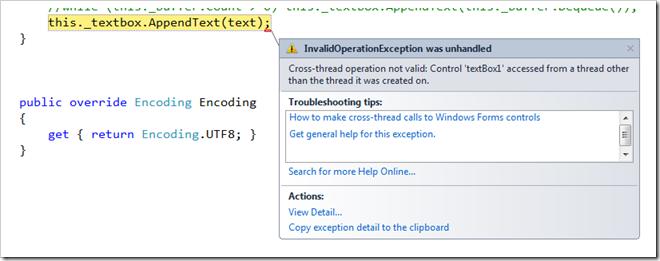 //while (this._buffer.Count > 0) this._textbox.AppendText(this._buffer.Dequeue());
this._textbox.AppendText(text);
}
InvalidOperationException was unhandled
Cross-thread operation not valid: Control 'textBox1' accessed from a thread other
than the thread it was created on.
Troubleshooting tips:
How to make cross-thread calls to Windows Forms controls
Get general help for this exception.
Search for more Help Online...
Actions:
View Detail...
Copy exception detail to the clipboard
public override Encoding Encoding
{
get { return Encoding.UTF8; }
}